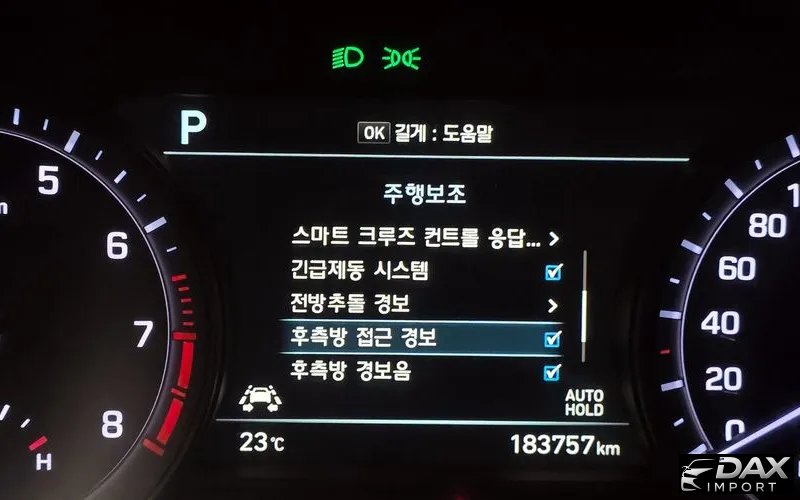 P
OK 길게 : 도움말
주행보조
스마트 크루즈 컨트롤 응답...
긴급제동 시스템
전방추돌 경보
후측방 접근 경보
후측방 경보음
AUTO
HOLD
23°C
183757 km
5
6
7
8
H
80
60
40
20
0
DAX
IMPORT